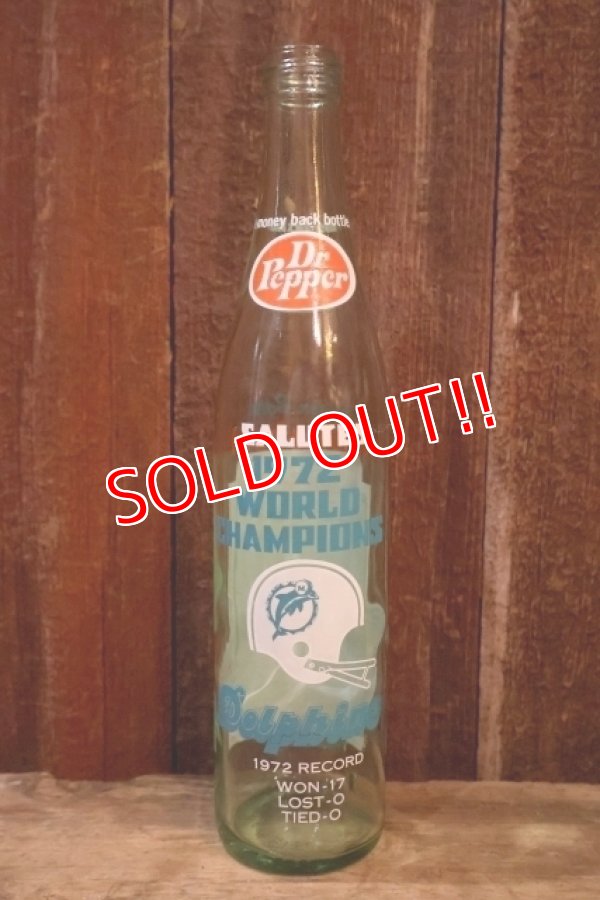 money back bottle
Dr
Pepper
SALUTES
1972
WORLD
CHAMPIONS
M
Dolphins
1972 RECORD
WON-17
LOST-0
TIED-0
SOLD OUT!!